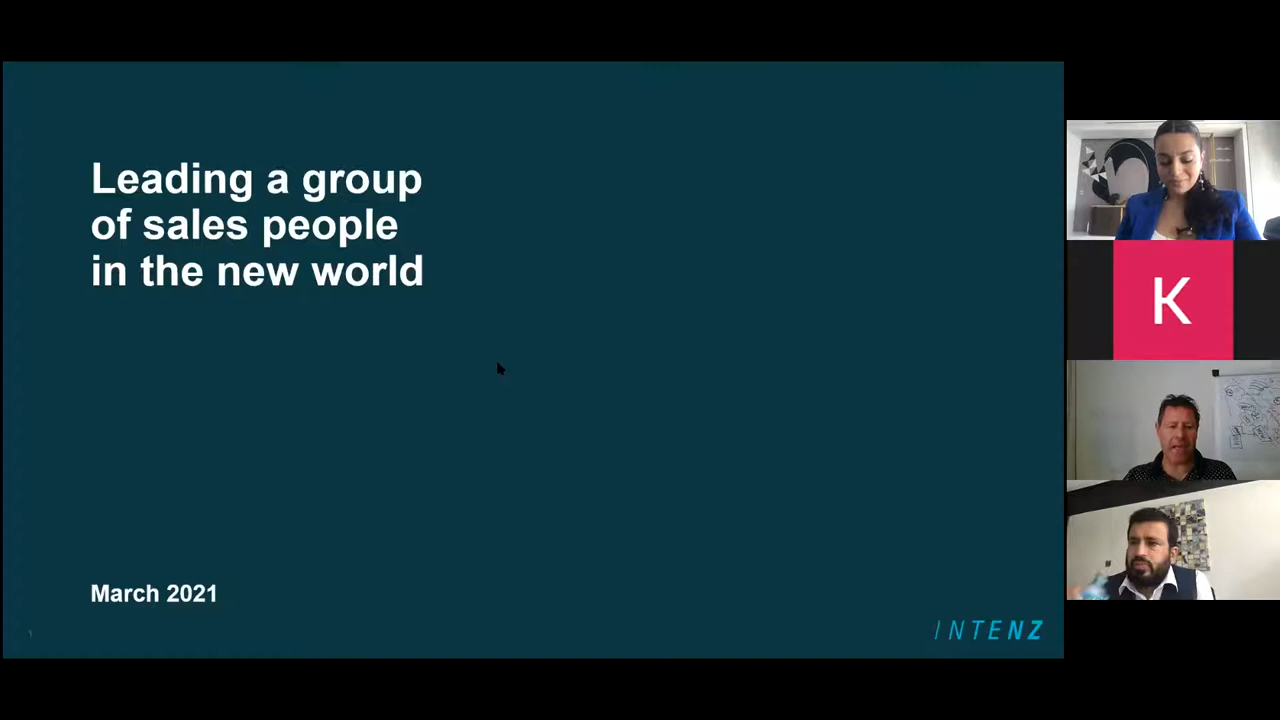 Leading a group
of sales people
in the new world
March 2021
INTENZ
K